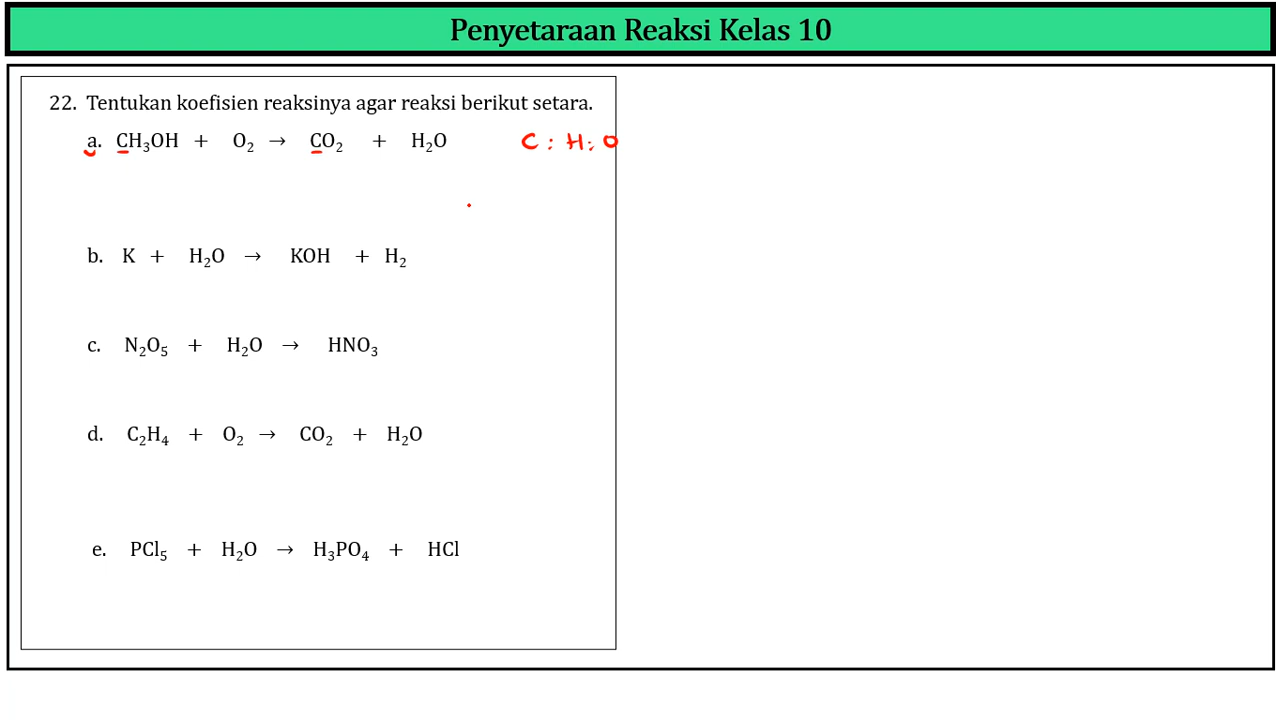 Penyetaraan Reaksi Kelas 10
22. Tentukan koefisien reaksinya agar reaksi berikut setara.
a. CH₃OH + O₂ → CO₂ + H₂O C : H : O
b. K + H₂O → KOH + H₂
c. N₂O₅ + H₂O → HNO₃
d. C₂H₄ + O₂ → CO₂ + H₂O
e. PCl₅ + H₂O → H₃PO₄ + HCl